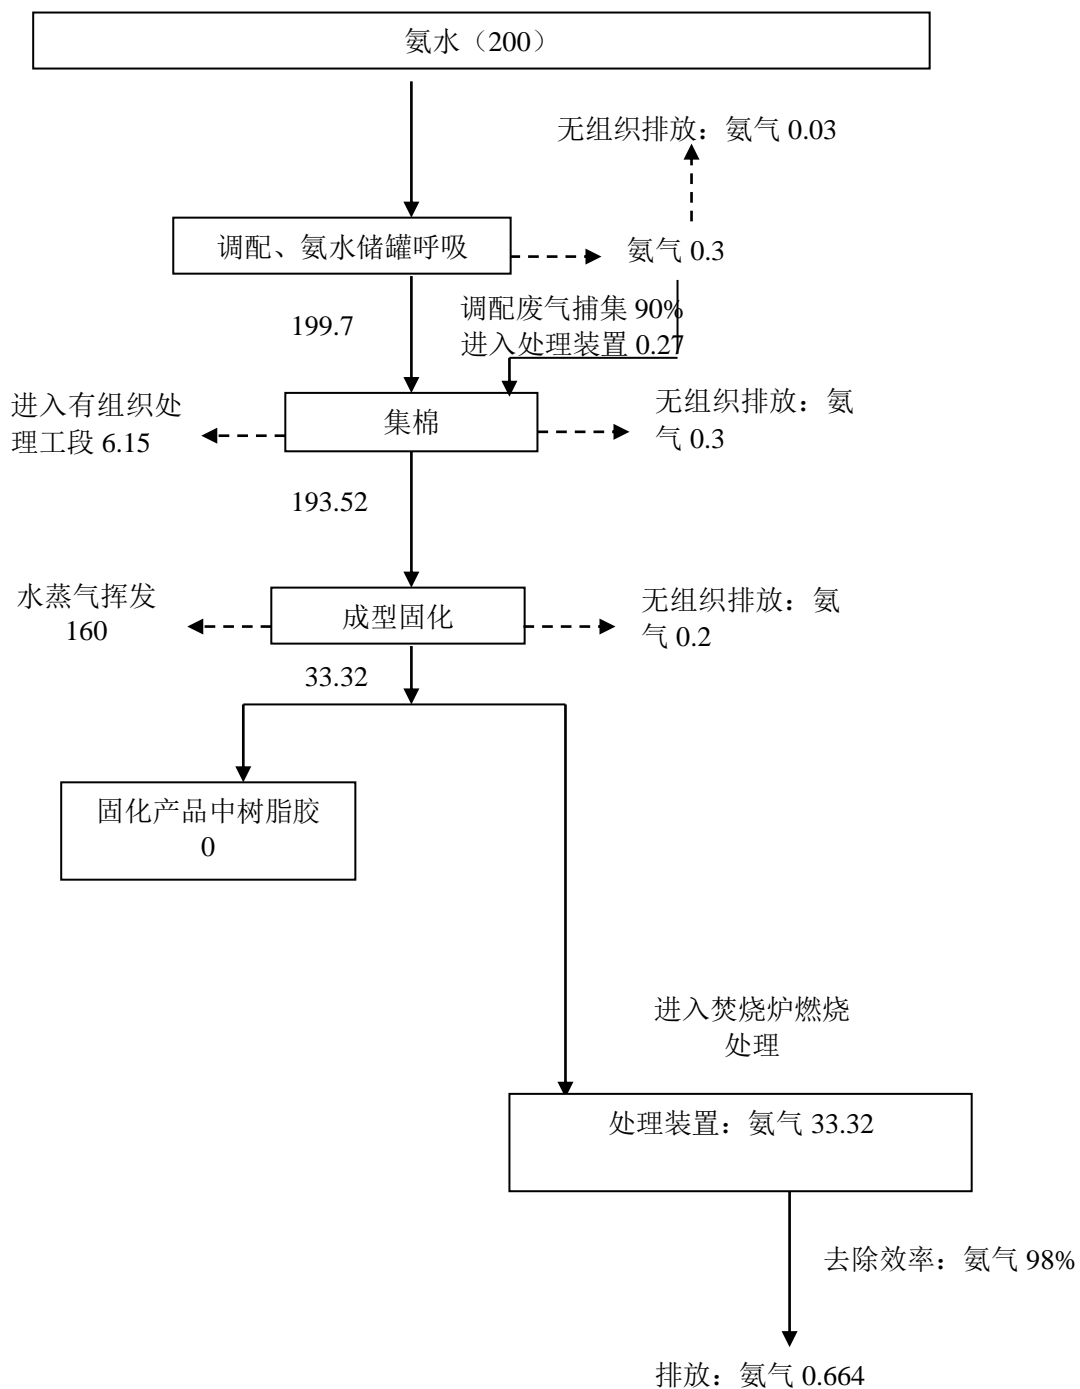 氨水（200）
无组织排放：氨气 0.03
调配、氨水储罐呼吸
氨气 0.3
199.7
调配废气捕集 90%
进入处理装置 0.27
进入有组织处
理工段 6.15
集棉
无组织排放：氨
气 0.3
193.52
水蒸气挥发
160
成型固化
无组织排放：氨
气 0.2
33.32
固化产品中树脂胶
0
进入焚烧炉燃烧
处理
处理装置：氨气 33.32
去除效率：氨气 98%
排放：氨气 0.664